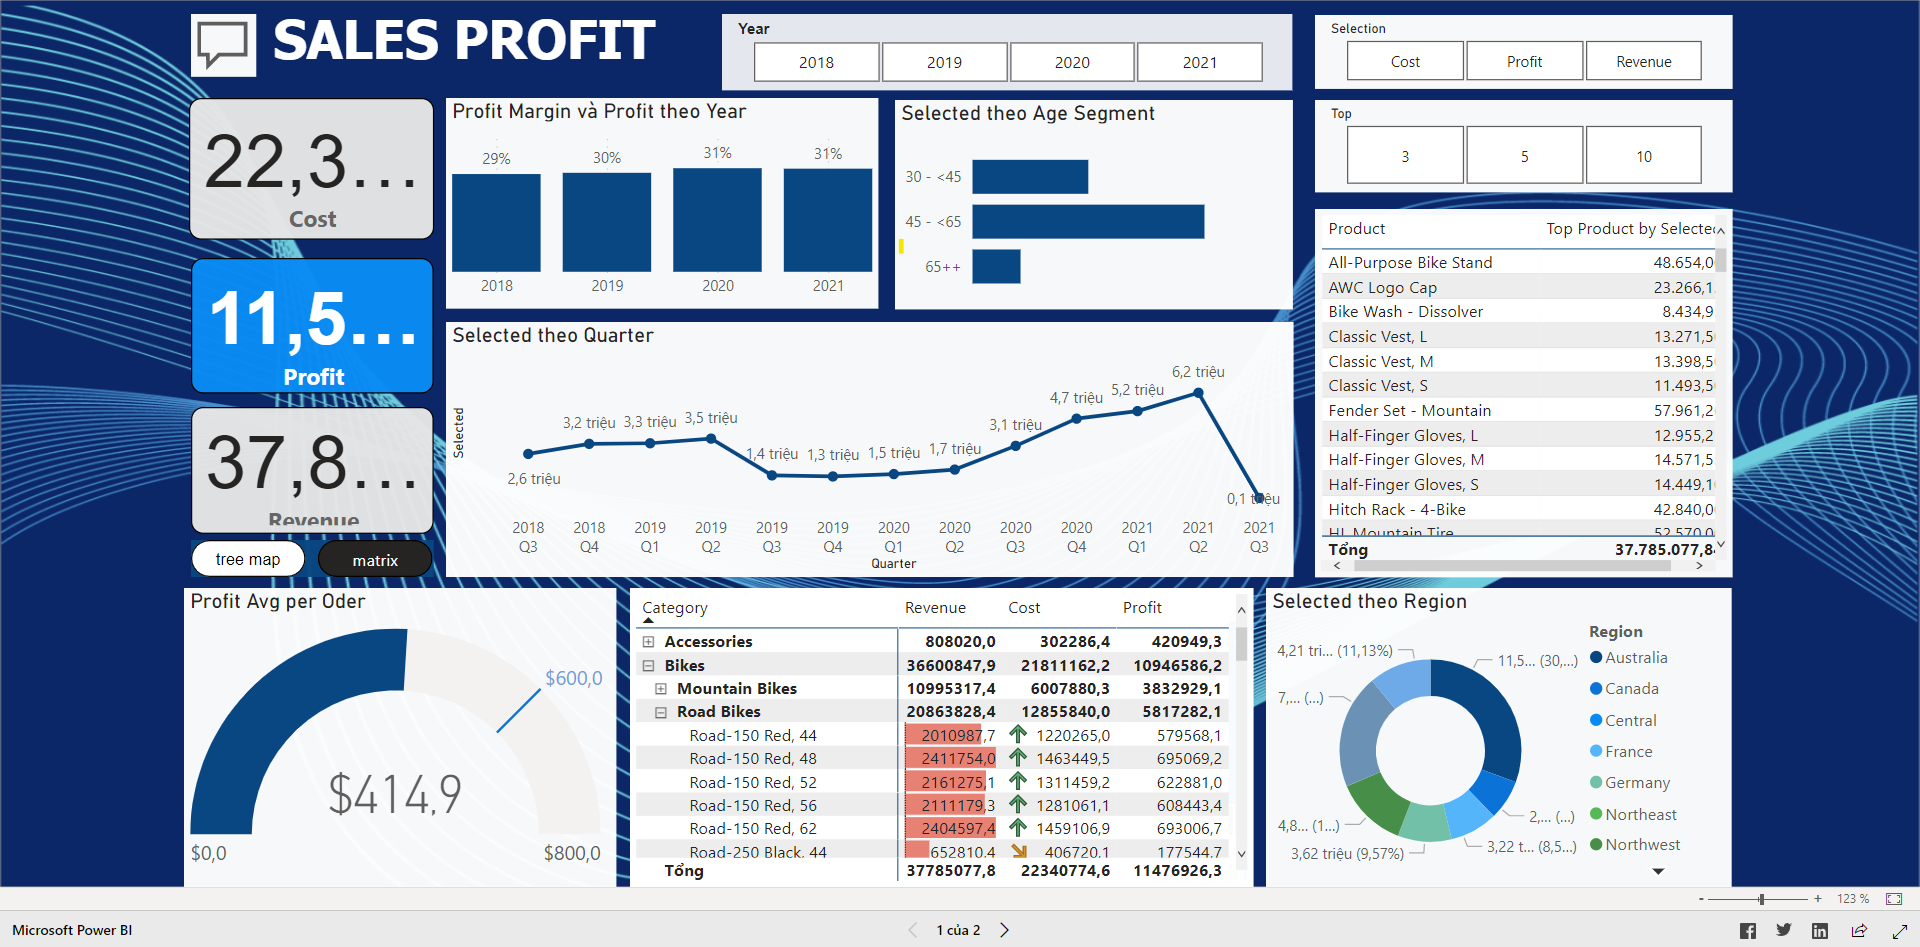 SALES PROFIT
Year
2018
2019
2020
2021
Selection
Cost
Profit
Revenue
Top
3
5
10
22,3...
Cost
11,5...
Profit
37,8...
Revenue
tree map
matrix
Profit Margin và Profit theo Year
29%
30%
31%
31%
2018
2019
2020
2021
Selected theo Age Segment
30 - <45
45 - <65
65++
Selected theo Quarter
Selected
2,6 triệu
3,2 triệu
3,3 triệu
3,5 triệu
1,4 triệu
1,3 triệu
1,5 triệu
1,7 triệu
3,1 triệu
4,7 triệu
5,2 triệu
6,2 triệu
0,1 triệu
2018 Q3
2018 Q4
2019 Q1
2019 Q2
2019 Q3
2019 Q4
2020 Q1
2020 Q2
2020 Q3
2020 Q4
2021 Q1
2021 Q2
2021 Q3
Quarter
Product Top Product by Selected
All-Purpose Bike Stand 48.654,0
AWC Logo Cap 23.266,1
Bike Wash - Dissolver 8.434,9
Classic Vest, L 13.271,5
Classic Vest, M 13.398,5
Classic Vest, S 11.493,5
Fender Set - Mountain 57.961,2
Half-Finger Gloves, L 12.955,2
Half-Finger Gloves, M 14.571,5
Half-Finger Gloves, S 14.449,1
Hitch Rack - 4-Bike 42.840,0
HL Mountain Tire 52.570,0
Tổng 37.785.077,8
Profit Avg per Oder
$600,0
$414,9
$0,0
$800,0
Category Revenue Cost Profit
Accessories 808020,0 302286,4 420949,3
Bikes 36600847,9 21811162,2 10946586,2
Mountain Bikes 10995317,4 6007880,3 3832929,1
Road Bikes 20863828,4 12855840,0 5817282,1
Road-150 Red, 44 2010987,7 1220265,0 579568,1
Road-150 Red, 48 2411754,0 1463449,5 695069,2
Road-150 Red, 52 2161275,1 1311459,2 622881,0
Road-150 Red, 56 2111179,3 1281061,1 608443,4
Road-150 Red, 62 2404597,4 1459106,9 693006,7
Road-250 Black, 44 652810,4 406720,1 177544,7
Tổng 37785077,8 22340774,6 11476926,3
Selected theo Region
4,21 tri... (11,13%)
11,5... (30,...)
7,... (...)
4,8... (1...)
2,... (...)
3,62 triệu (9,57%)
3,22 t... (8,5...)
Region
Australia
Canada
Central
France
Germany
Northeast
Northwest
- + 123 %
Microsoft Power BI
1 của 2